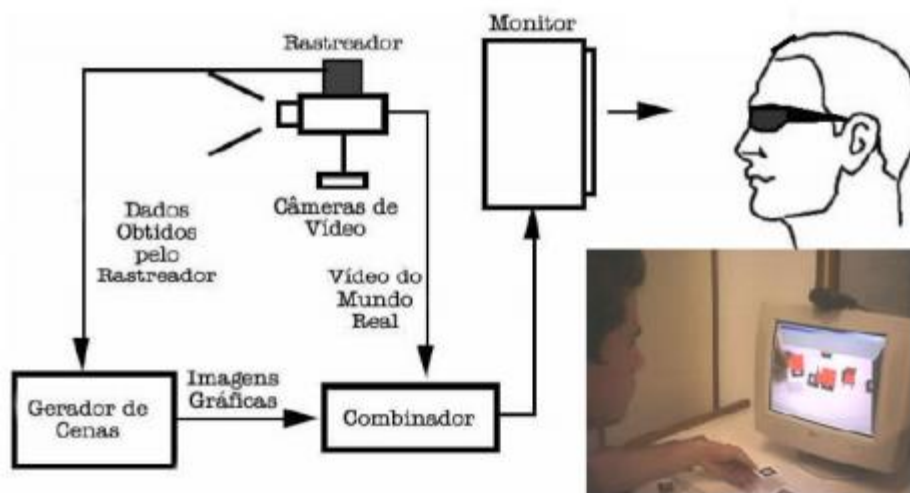 Rastreador
Monitor
Câmeras de
Vídeo
Dados
Obtidos
pelo
Rastreador
Vídeo do
Mundo
Real
Imagens
Gráficas
Gerador de
Cenas
Combinador